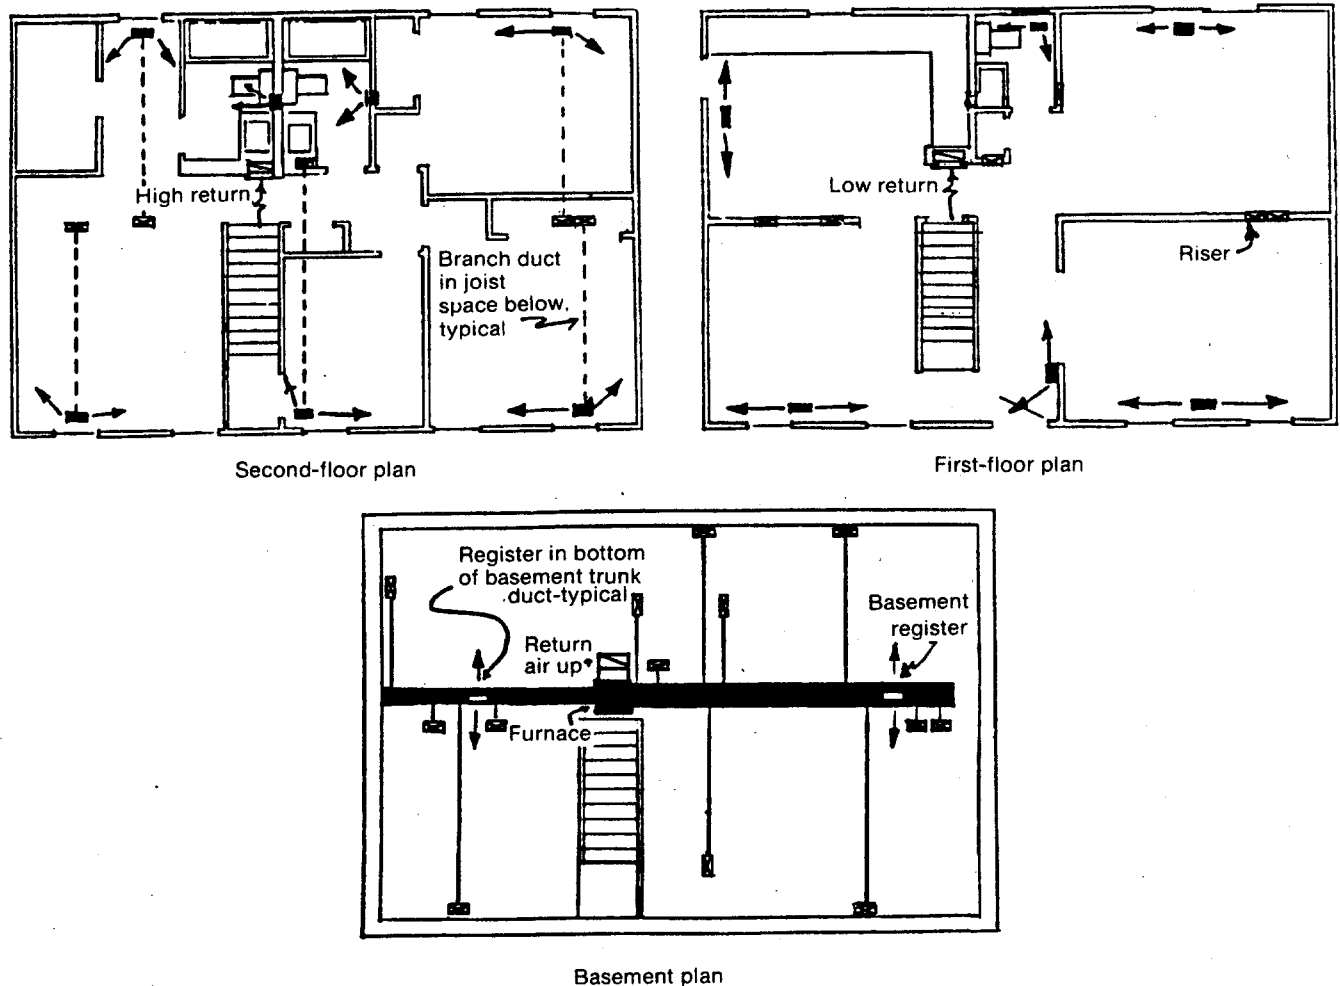 High return
Branch duct
in joist
space below,
typical
Second-floor plan
Low return
Riser
First-floor plan
Register in bottom
of basement trunk
duct-typical
Return
air up
Furnace
Basement
register
Basement plan